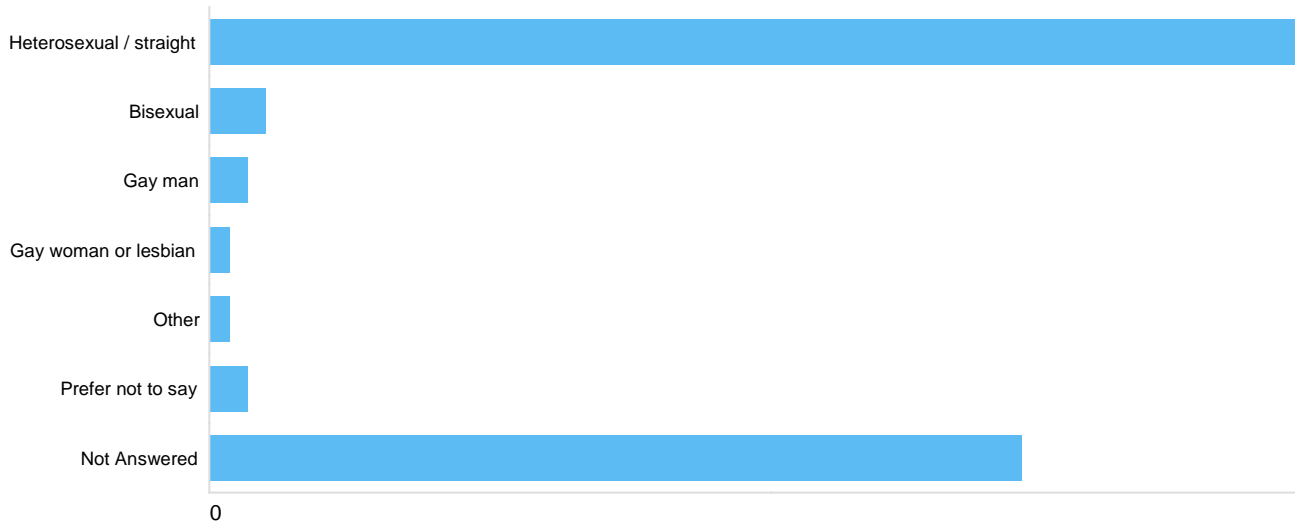 Heterosexual / straight
Bisexual
Gay man
Gay woman or lesbian
Other
Prefer not to say
Not Answered
0